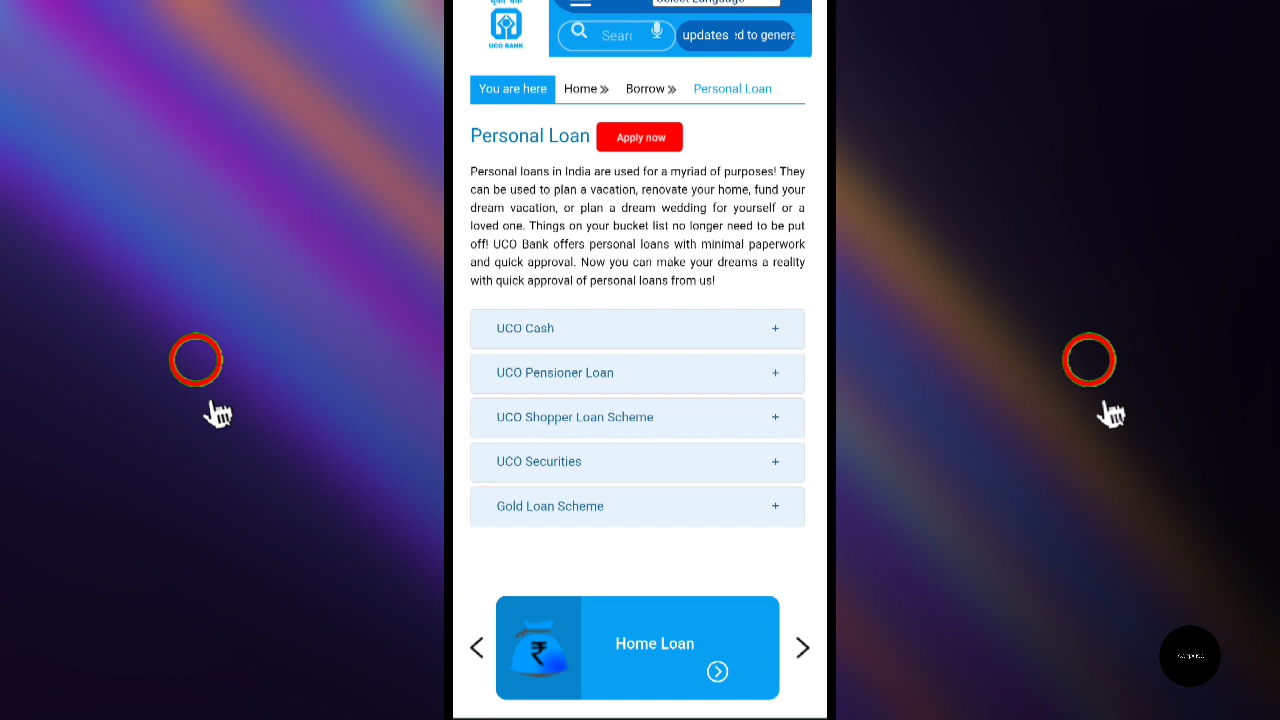 यूको बैंक
UCO BANK
Select Language
Searc
updates ed to genera
You are here Home Borrow Personal Loan
Personal Loan Apply now
Personal loans in India are used for a myriad of purposes! They
can be used to plan a vacation, renovate your home, fund your
dream vacation, or plan a dream wedding for yourself or a
loved one. Things on your bucket list no longer need to be put
off! UCO Bank offers personal loans with minimal paperwork
and quick approval. Now you can make your dreams a reality
with quick approval of personal loans from us!
UCO Cash +
UCO Pensioner Loan +
UCO Shopper Loan Scheme +
UCO Securities +
Gold Loan Scheme +
₹
Home Loan